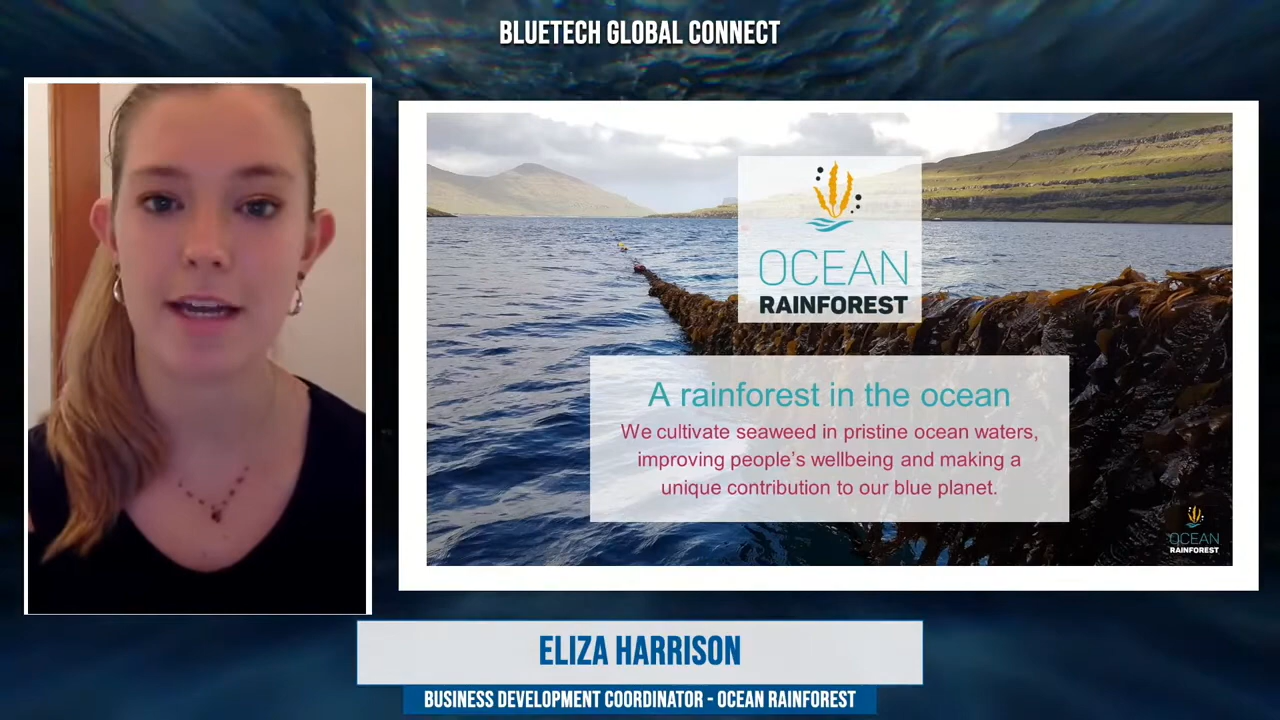 BLUETECH GLOBAL CONNECT
OCEAN
RAINFOREST
A rainforest in the ocean
We cultivate seaweed in pristine ocean waters,
improving people's wellbeing and making a
unique contribution to our blue planet.
OCEAN
RAINFOREST
ELIZA HARRISON
BUSINESS DEVELOPMENT COORDINATOR - OCEAN RAINFOREST